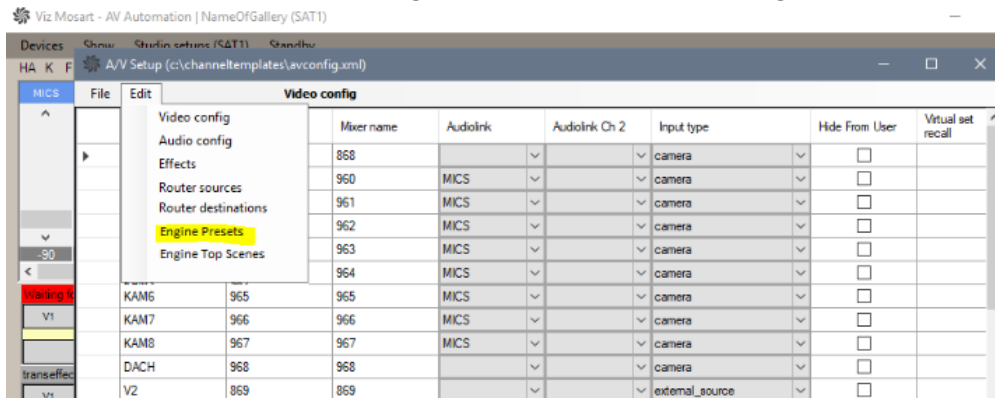 Viz Mosart - AV Automation | NameOfGallery (SAT1)
Devices Show Studio setups (SAT1) Standby
HA K F A/V Setup (c:\channeltemplates\avconfig.xml)
MICS File Edit Video config
Video config
Audio config
Effects
Router sources
Router destinations
Engine Presets
Engine Top Scenes
Mixer name Audiolink Audiolink Ch 2 Input type Hide From User Virtual set
recall
868 camera
960 MICS camera
961 MICS camera
962 MICS camera
963 MICS camera
-90
964 MICS camera
Waiting fo KAM6 965 965 MICS camera
V1 KAM7 966 966 MICS camera
KAM8 967 967 MICS camera
DACH 968 968 camera
transeffec
V1 V2 869 869 external_source